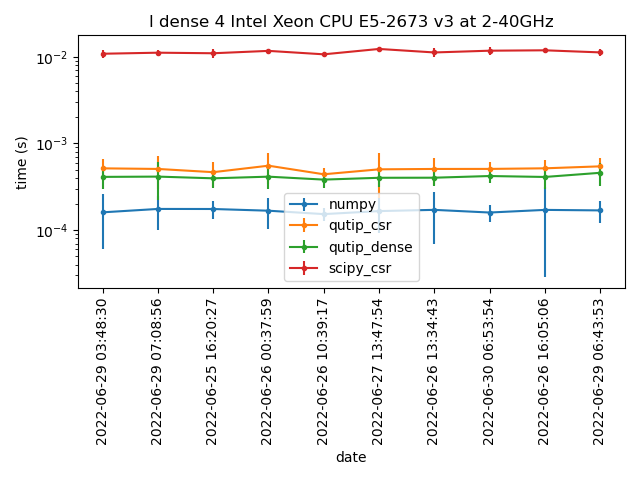 I dense 4 Intel Xeon CPU E5-2673 v3 at 2-40GHz
time (s)
10⁻²
10⁻³
10⁻⁴
numpy
qutip_csr
qutip_dense
scipy_csr
2022-06-29 03:48:30
2022-06-29 07:08:56
2022-06-25 16:20:27
2022-06-26 00:37:59
2022-06-26 10:39:17
2022-06-27 13:47:54
2022-06-26 13:34:43
2022-06-30 06:53:54
2022-06-26 16:05:06
2022-06-29 06:43:53
date